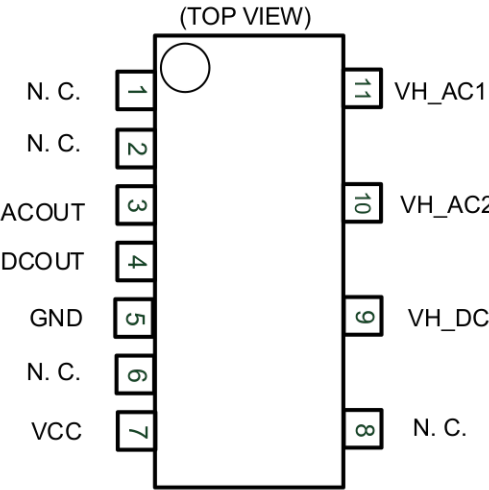 (TOP VIEW)
N. C. 1 11 VH_AC1
N. C. 2
ACOUT 3 10 VH_AC2
DCOUT 4
GND 5 9 VH_DC
N. C. 6
VCC 7 8 N. C.